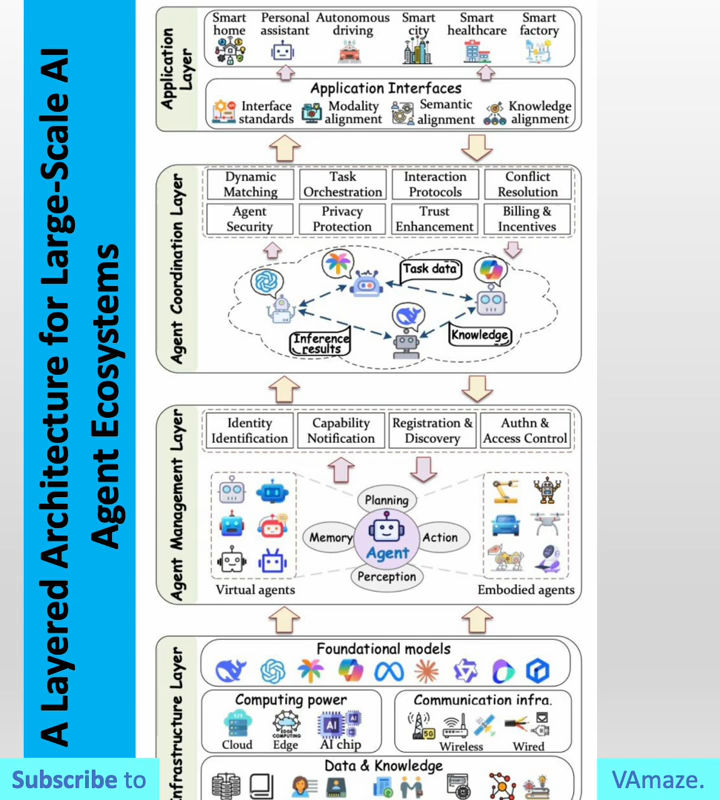 A Layered Architecture for Large-Scale AI
Agent Ecosystems
Application
Layer
Smart
home
Personal
assistant
Autonomous
driving
Smart
city
Smart
healthcare
Smart
factory
Application Interfaces
Interface
standards
Modality
alignment
Semantic
alignment
Knowledge
alignment
Agent Coordination Layer
Dynamic
Matching
Task
Orchestration
Interaction
Protocols
Conflict
Resolution
Agent
Security
Privacy
Protection
Trust
Enhancement
Billing &
Incentives
Task data
Inference
results
Knowledge
Agent Management Layer
Identity
Identification
Capability
Notification
Registration &
Discovery
Authn &
Access Control
Planning
Memory
Agent
Action
Perception
Virtual agents
Embodied agents
Infrastructure Layer
Foundational models
Computing power
Cloud
EDGE
COMPUTING
Edge
AI
AI
AI chip
Communication infra.
5G
Wireless
Wired
Data & Knowledge
Subscribe to
VAmaze.